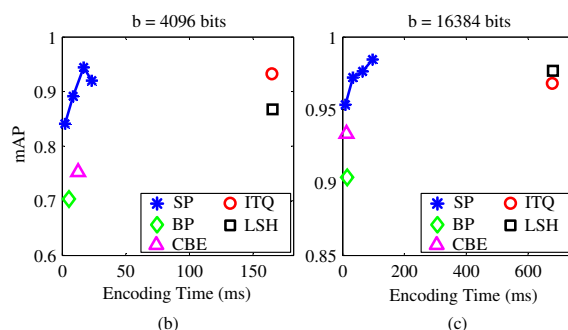 b = 4096 bits
1
0.9
0.8
0.7
0.6
mAP
0 50 100 150
Encoding Time (ms)
SP ITQ
BP LSH
CBE
(b)
b = 16384 bits
1
0.95
0.9
0.85
0 200 400 600
Encoding Time (ms)
SP ITQ
BP LSH
CBE
(c)